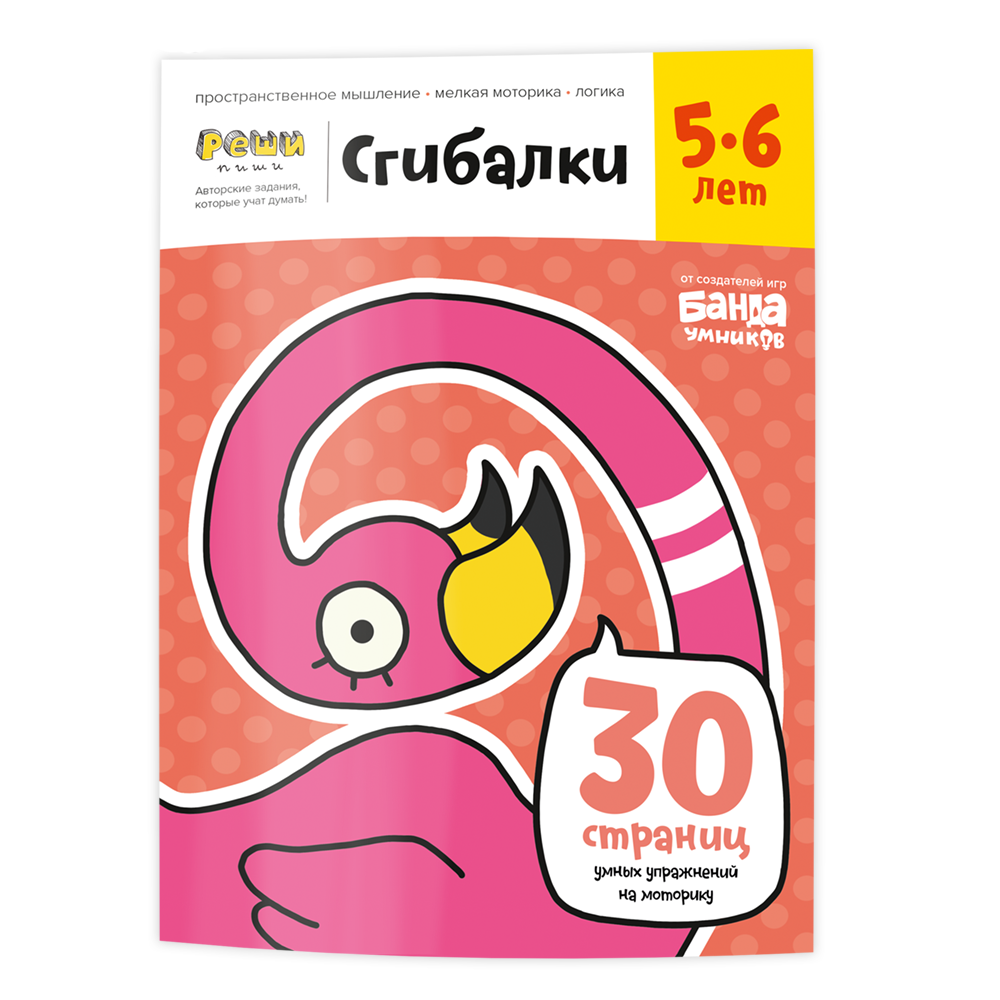 пространственное мышление • мелкая моторика • логика
Реши
пиши
Авторские задания,
которые учат думать!
Сгибалки
5•6
лет
от создателей игр
БАНДА
УМНИКОВ
30
страниц
умных упражнений
на моторику